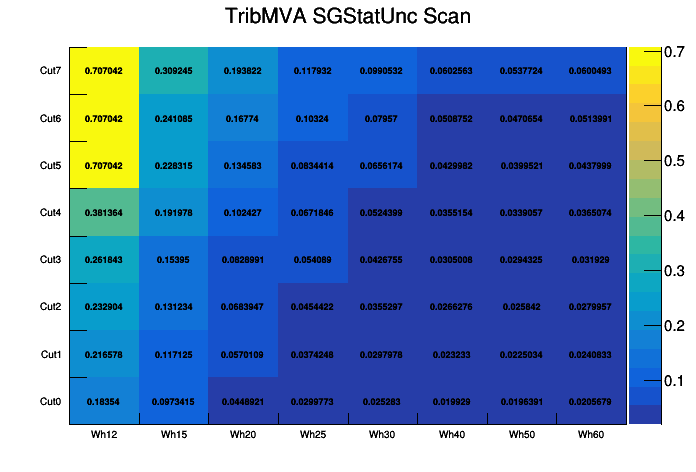 TribMVA SGStatUnc Scan
Cut7 0.707042 0.309245 0.193822 0.117932 0.0990532 0.0602563 0.0537724 0.0600493
Cut6 0.707042 0.241085 0.16774 0.10324 0.07957 0.0508752 0.0470654 0.0513991
Cut5 0.707042 0.228315 0.134583 0.0834414 0.0656174 0.0429982 0.0399521 0.0437999
Cut4 0.381364 0.191978 0.102427 0.0671846 0.0524399 0.0355154 0.0339057 0.0365074
Cut3 0.261843 0.15395 0.0828991 0.054089 0.0426755 0.0305008 0.0294325 0.031929
Cut2 0.232904 0.131234 0.0683947 0.0454422 0.0355297 0.0266276 0.025842 0.0279957
Cut1 0.216578 0.117125 0.0570109 0.0374248 0.0297978 0.023233 0.0225034 0.0240833
Cut0 0.18354 0.0973415 0.0448921 0.0299773 0.025283 0.019929 0.0196391 0.0205679
Wh12 Wh15 Wh20 Wh25 Wh30 Wh40 Wh50 Wh60
0.7
0.6
0.5
0.4
0.3
0.2
0.1